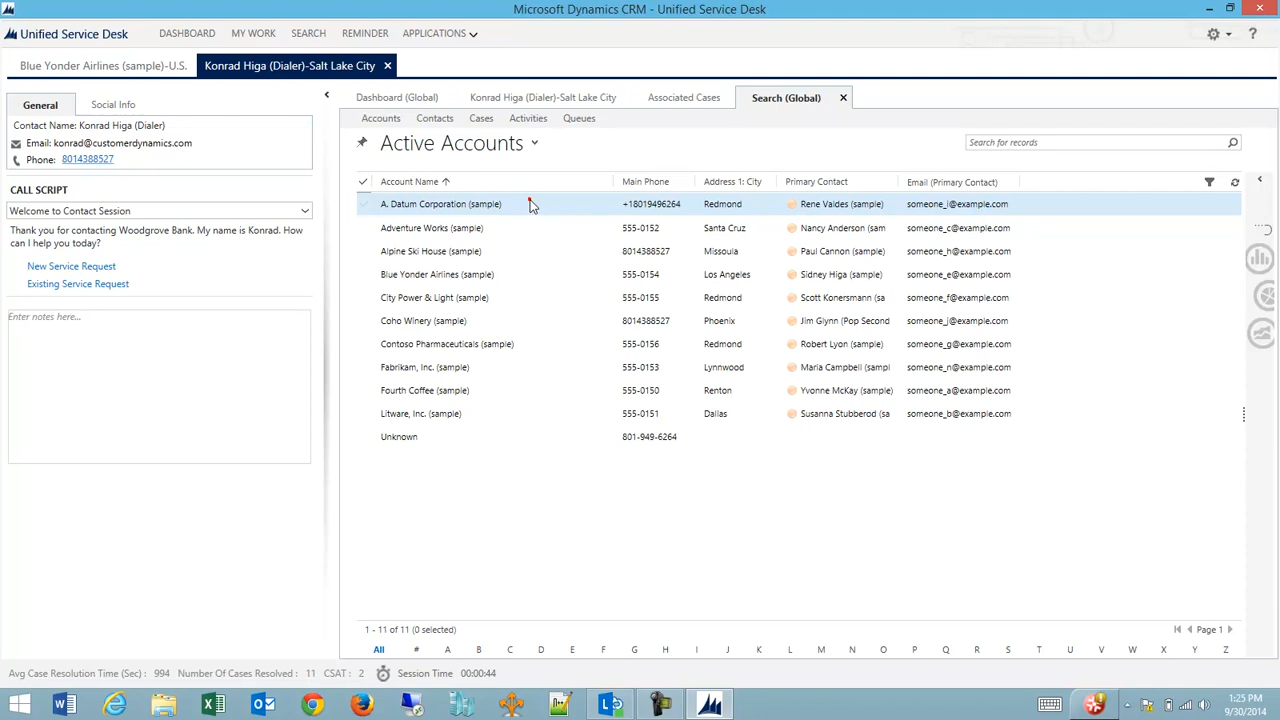 Microsoft Dynamics CRM - Unified Service Desk
Unified Service Desk DASHBOARD MY WORK SEARCH REMINDER APPLICATIONS
Blue Yonder Airlines (sample)-U.S. Konrad Higa (Dialer)-Salt Lake City
General Social Info
Contact Name: Konrad Higa (Dialer)
Email: konrad@customerdynamics.com
Phone: 8014388527
CALL SCRIPT
Welcome to Contact Session
Thank you for contacting Woodgrove Bank. My name is Konrad. How
can I help you today?
New Service Request
Existing Service Request
Enter notes here...
Dashboard (Global) Konrad Higa (Dialer)-Salt Lake City Associated Cases Search (Global)
Accounts Contacts Cases Activities Queues
Active Accounts Search for records
Account Name Main Phone Address 1: City Primary Contact Email (Primary Contact)
A. Datum Corporation (sample) +18019496264 Redmond Rene Valdes (sample) someone_i@example.com
Adventure Works (sample) 555-0152 Santa Cruz Nancy Anderson (sam someone_c@example.com
Alpine Ski House (sample) 8014388527 Missoula Paul Cannon (sample) someone_h@example.com
Blue Yonder Airlines (sample) 555-0154 Los Angeles Sidney Higa (sample) someone_e@example.com
City Power & Light (sample) 555-0155 Redmond Scott Konersmann (sa someone_f@example.com
Coho Winery (sample) 8014388527 Phoenix Jim Glynn (Pop Second someone_j@example.com
Contoso Pharmaceuticals (sample) 555-0156 Redmond Robert Lyon (sample) someone_g@example.com
Fabrikam, Inc. (sample) 555-0153 Lynnwood Maria Campbell (sampl someone_n@example.com
Fourth Coffee (sample) 555-0150 Renton Yvonne McKay (sample) someone_a@example.com
Litware, Inc. (sample) 555-0151 Dallas Susanna Stubberod (sa someone_b@example.com
Unknown 801-949-6264
1 - 11 of 11 (0 selected) Page 1
All # A B C D E F G H I J K L M N O P Q R S T U V W X Y Z
Avg Case Resolution Time (Sec) : 994 Number Of Cases Resolved : 11 CSAT : 2 Session Time 00:00:44
1:25 PM
9/30/2014